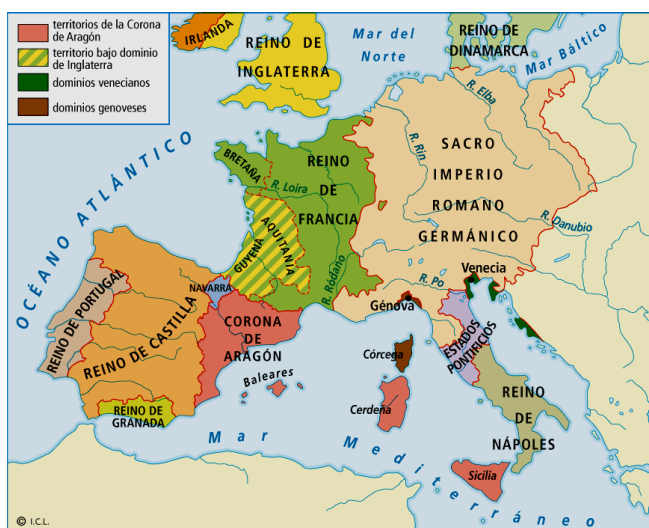 territorios de la Corona
de Aragón
territorio bajo dominio
de Inglaterra
dominios venecianos
dominios genoveses
IRLANDA
REINO DE
INGLATERRA
Mar del
Norte
REINO DE
DINAMARCA
Mar Báltico
OCÉANO ATLÁNTICO
BRETAÑA
R. Loira
REINO
DE
FRANCIA
GUYENA
AQUITANIA
R. Ródano
R. Rin
R. Elba
SACRO
IMPERIO
ROMANO
GERMÁNICO
R. Danubio
R. Po
Venecia
Génova
NAVARRA
REINO DE PORTUGAL
REINO DE CASTILLA
CORONA
DE
ARAGÓN
Baleares
REINO DE
GRANADA
Córcega
Cerdeña
ESTADOS
PONTIFICIOS
REINO
DE
NÁPOLES
Sicilia
Mar Mediterráneo
© I.C.L.